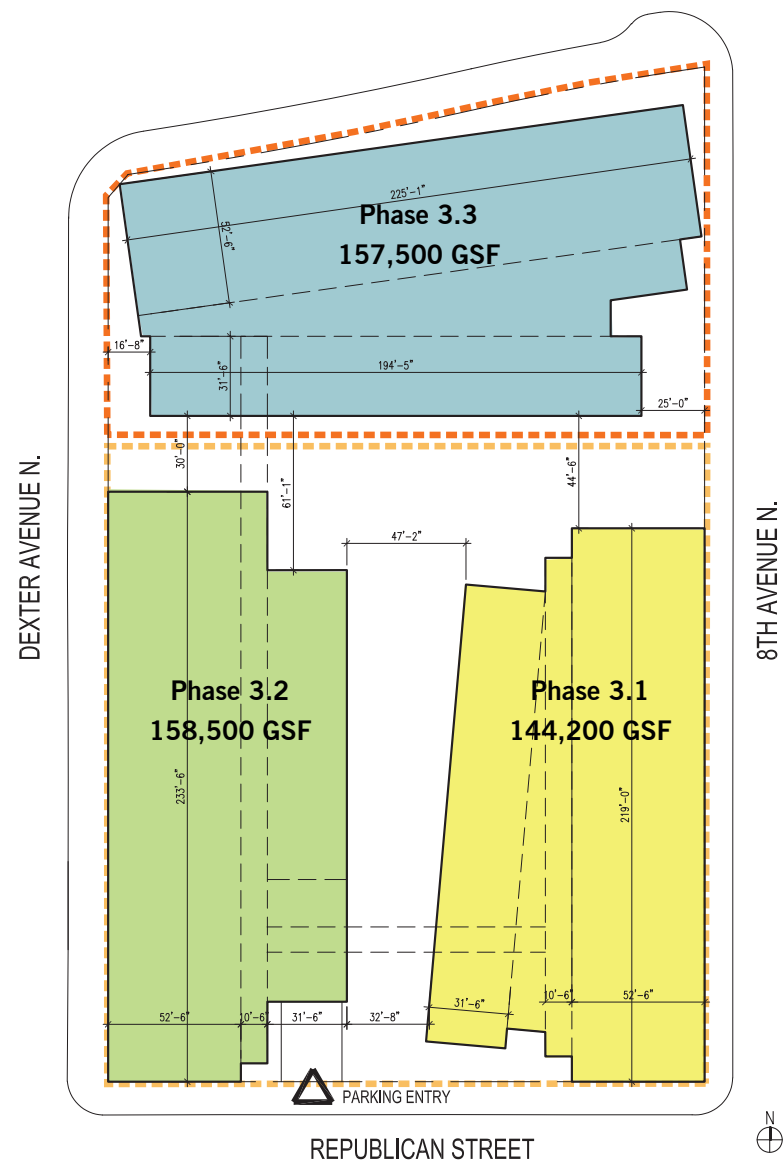 225'-1"
52'-6"
Phase 3.3
157,500 GSF
16'-8"
31'-6"
194'-5"
25'-0"
30'-0"
61'-1"
44'-6"
47'-2"
DEXTER AVENUE N.
8TH AVENUE N.
Phase 3.2
158,500 GSF
Phase 3.1
144,200 GSF
233'-6"
219'-0"
52'-6"
10'-6"
31'-6"
32'-8"
31'-6"
10'-6"
52'-6"
PARKING ENTRY
REPUBLICAN STREET
N